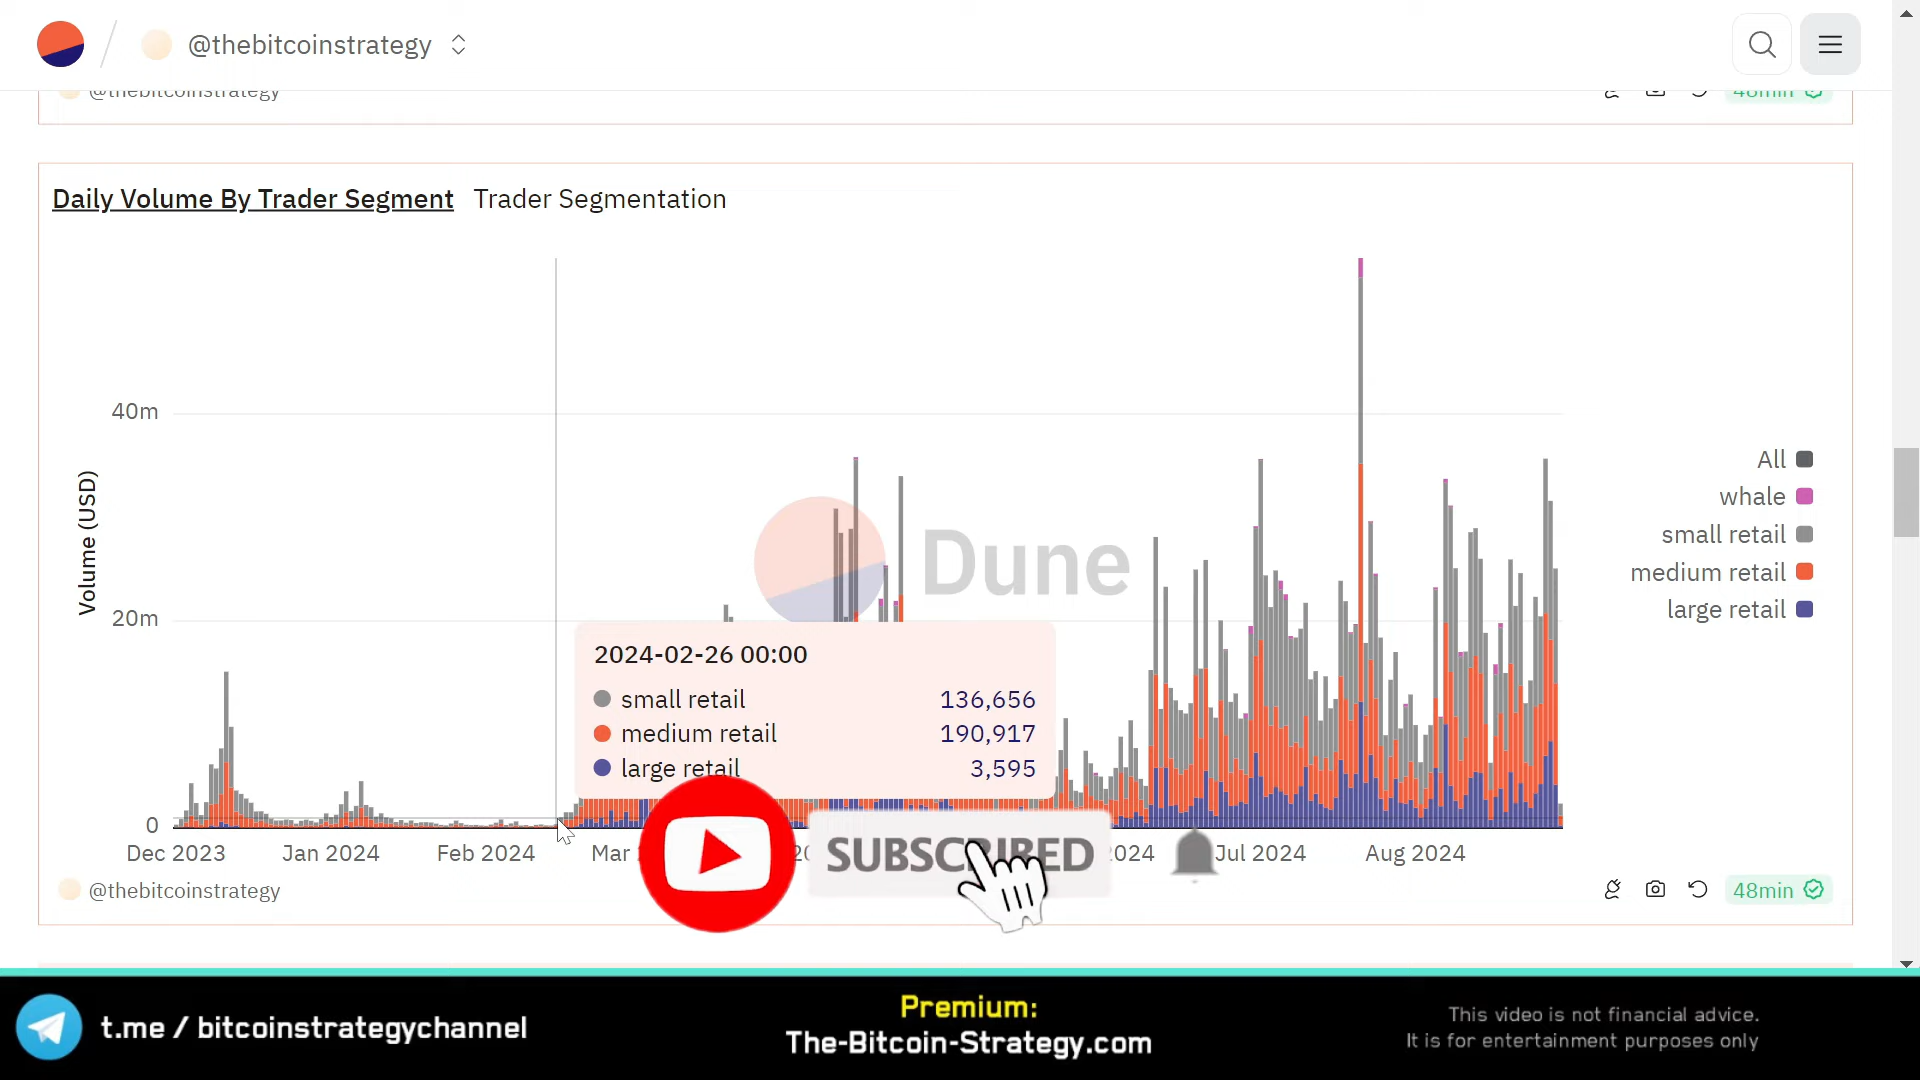 @thebitcoinstrategy
@thebitcoinstrategy
48min
Daily Volume By Trader Segment Trader Segmentation
40m
20m
0
Volume (USD)
Dune
All
whale
small retail
medium retail
large retail
2024-02-26 00:00
small retail 136,656
medium retail 190,917
large retail 3,595
Dec 2023 Jan 2024 Feb 2024 Mar 2024 Jul 2024 Aug 2024
SUBSCRIBED
@thebitcoinstrategy
48min
t.me / bitcoinstrategychannel
Premium:
The-Bitcoin-Strategy.com
This video is not financial advice.
It is for entertainment purposes only